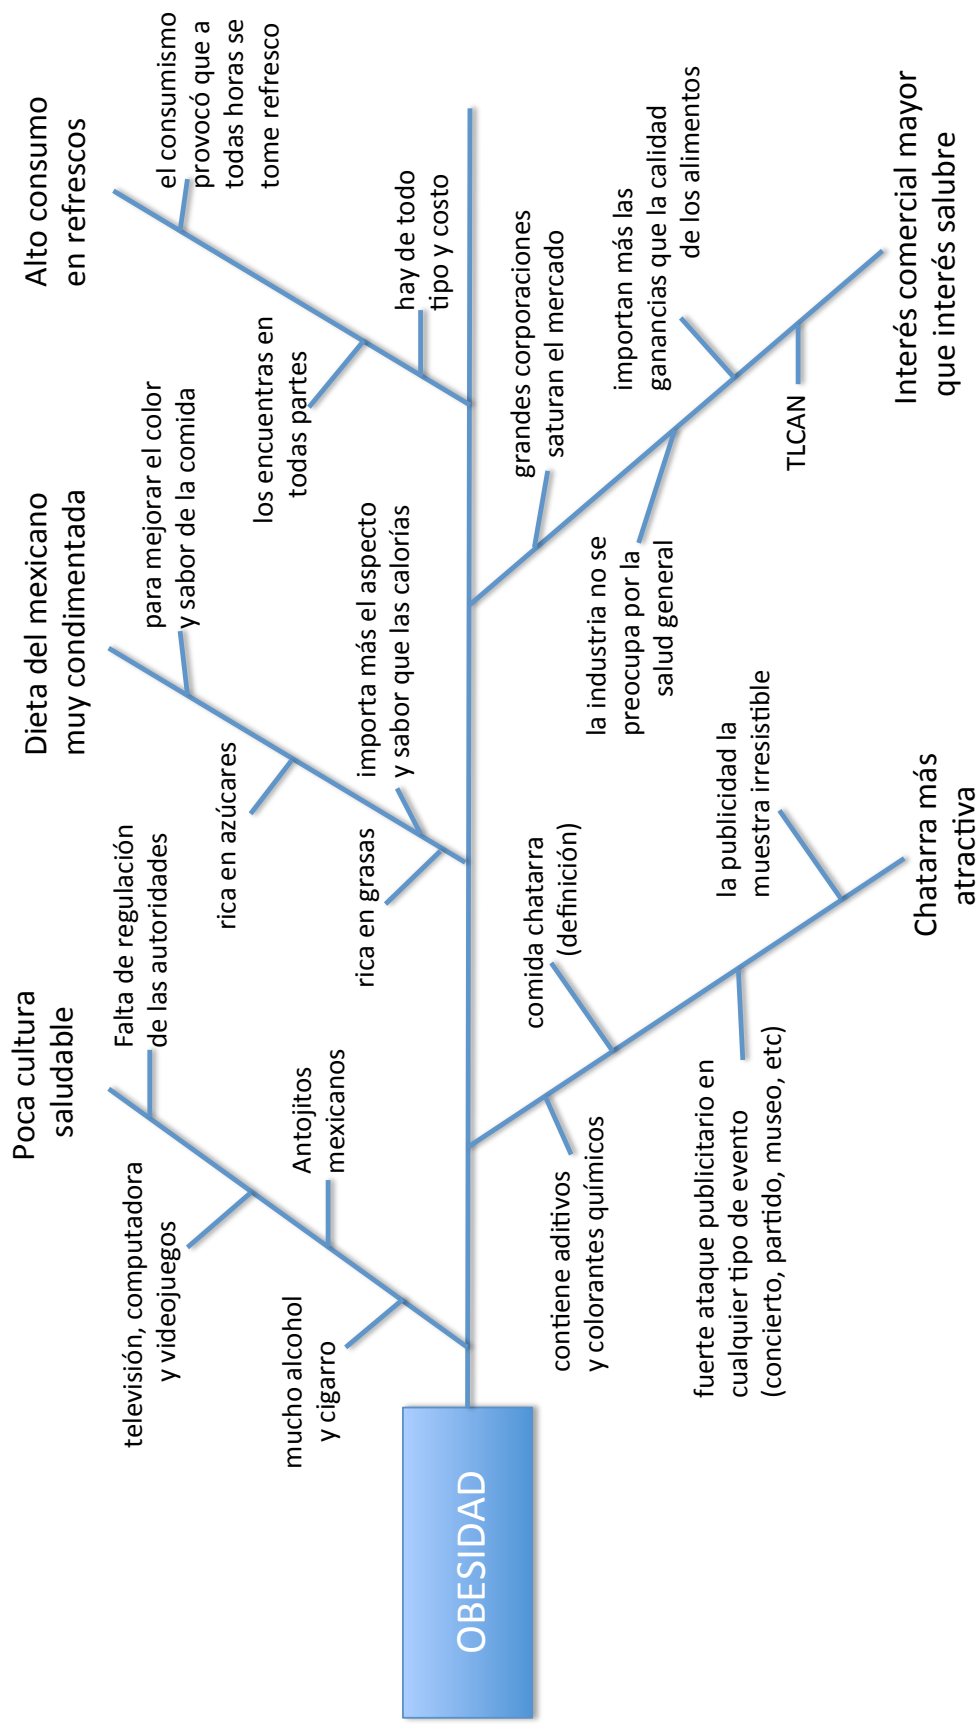 Poca cultura
saludable
Falta de regulación
de las autoridades
televisión, computadora
y videojuegos
Antojitos
mexicanos
mucho alcohol
y cigarro
Dieta del mexicano
muy condimentada
para mejorar el color
y sabor de la comida
rica en azúcares
importa más el aspecto
y sabor que las calorías
rica en grasas
Alto consumo
en refrescos
el consumismo
provocó que a
todas horas se
tome refresco
los encuentras en
todas partes
hay de todo
tipo y costo
OBESIDAD
comida chatarra
(definición)
contiene aditivos
y colorantes químicos
la publicidad la
muestra irresistible
fuerte ataque publicitario en
cualquier tipo de evento
(concierto, partido, museo, etc)
Chatarra más
atractiva
grandes corporaciones
saturan el mercado
la industria no se
preocupa por la
salud general
importan más las
ganancias que la calidad
de los alimentos
TLCAN
Interés comercial mayor
que interés salubre